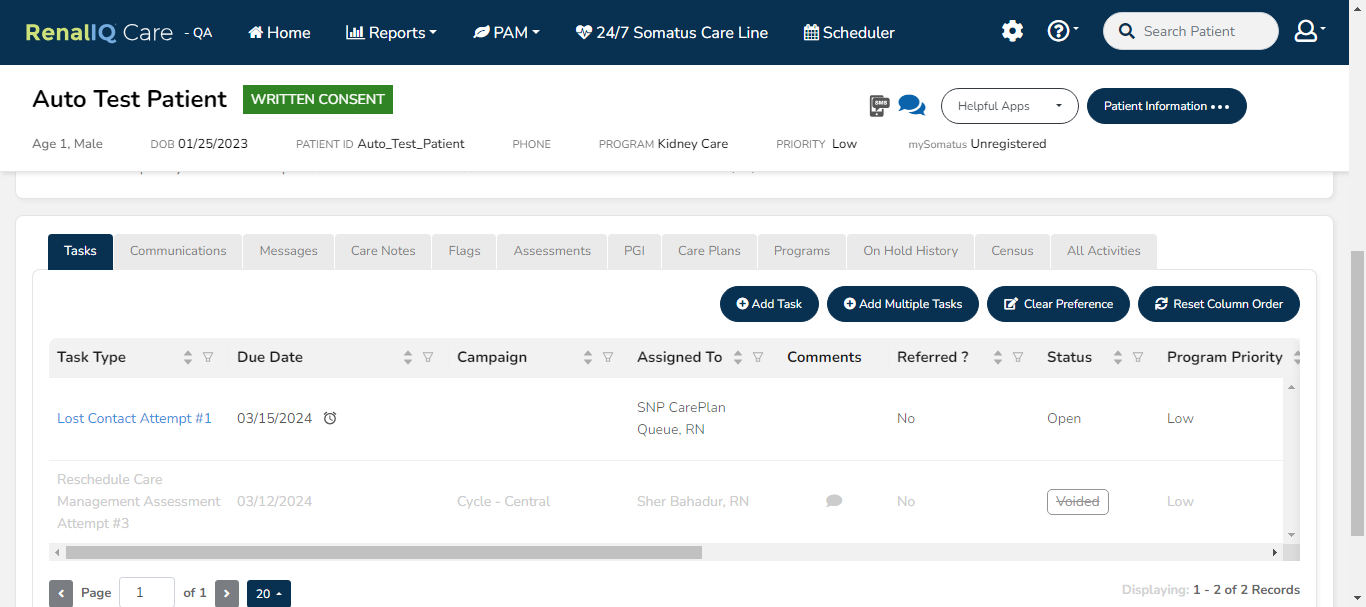 RenalIQ Care - QA Home Reports PAM 24/7 Somatus Care Line Scheduler Search Patient
Auto Test Patient WRITTEN CONSENT SMS Helpful Apps Patient Information
Age 1, Male DOB 01/25/2023 PATIENT ID Auto_Test_Patient PHONE PROGRAM Kidney Care PRIORITY Low mySomatus Unregistered
Tasks Communications Messages Care Notes Flags Assessments PGI Care Plans Programs On Hold History Census All Activities
Add Task Add Multiple Tasks Clear Preference Reset Column Order
Task Type Due Date Campaign Assigned To Comments Referred ? Status Program Priority
Lost Contact Attempt #1 03/15/2024 SNP CarePlan Queue, RN No Open Low
Reschedule Care
Management Assessment
Attempt #3
03/12/2024 Cycle - Central Sher Bahadur, RN No Voided Low
Page 1 of 1 20 Displaying: 1 - 2 of 2 Records